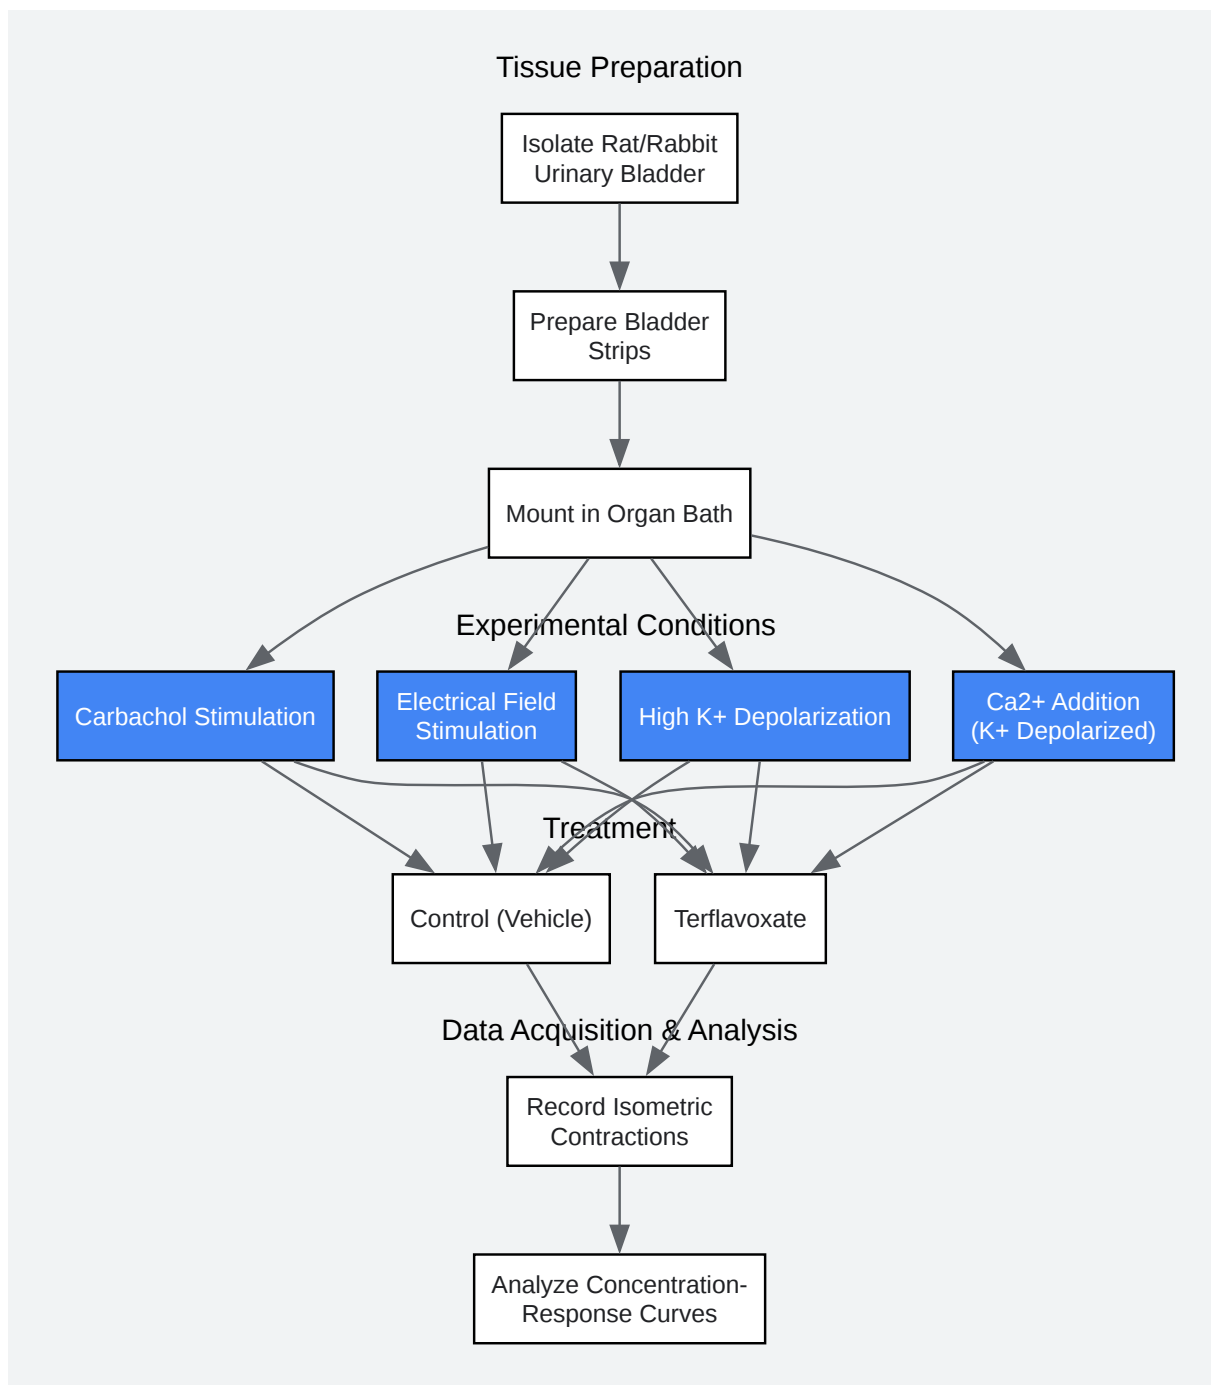 Tissue Preparation
Isolate Rat/Rabbit
Urinary Bladder
Prepare Bladder
Strips
Mount in Organ Bath
Experimental Conditions
Carbachol Stimulation
Electrical Field
Stimulation
High K+ Depolarization
Ca2+ Addition
(K+ Depolarized)
Treatment
Control (Vehicle)
Terflavoxate
Data Acquisition & Analysis
Record Isometric
Contractions
Analyze Concentration-
Response Curves